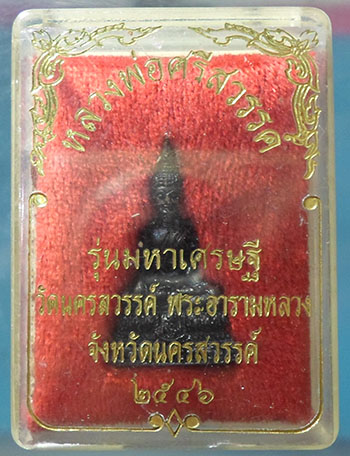 หลวงพ่อศรีสวรรค์
รุ่นมหาเศรษฐี
วัดนครสวรรค์ พระอารามหลวง
จังหวัดนครสวรรค์
๒๕๔๖